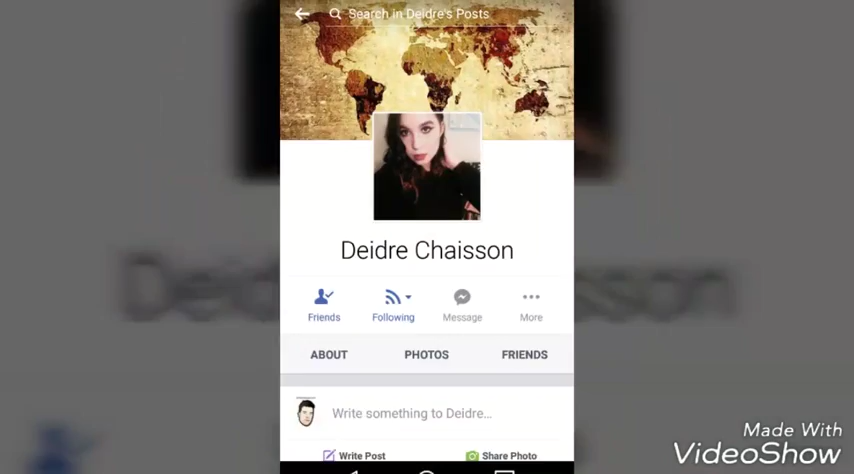 Search in Deidre's Posts
Deidre Chaisson
Friends Following Message More
ABOUT PHOTOS FRIENDS
Write something to Deidre...
Write Post Share Photo
Made With
VideoShow